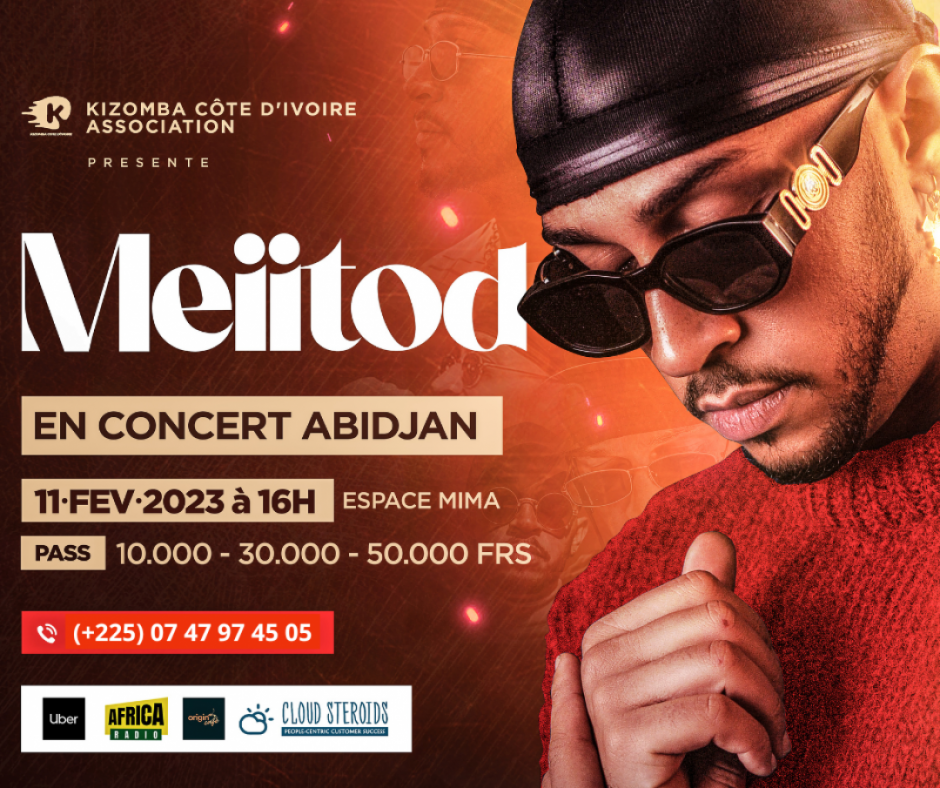 K
KIZOMBA CÔTE D'IVOIRE
ASSOCIATION
PRESENTE
Meiitod
EN CONCERT ABIDJAN
11·FEV·2023 à 16H
ESPACE MIMA
PASS
10.000 - 30.000 - 50.000 FRS
(+225) 07 47 97 45 05
Uber
AFRICA
RADIO
origin
café
CLOUD STEROIDS
PEOPLE-CENTRIC CUSTOMER SUCCESS